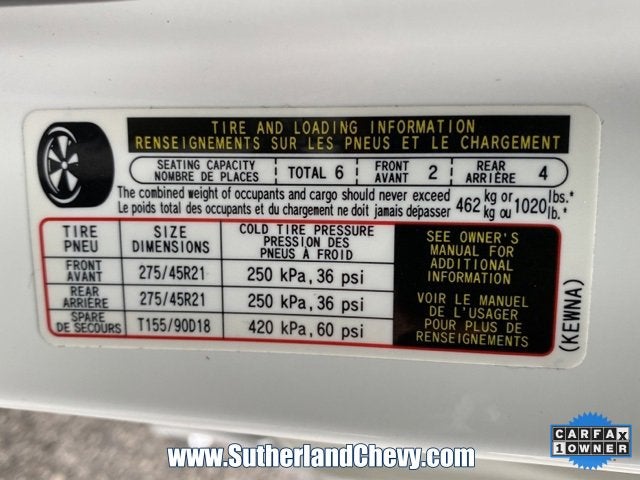 TIRE AND LOADING INFORMATION
RENSEIGNEMENTS SUR LES PNEUS ET LE CHARGEMENT
SEATING CAPACITY
NOMBRE DE PLACES
TOTAL 6
FRONT
AVANT
2
REAR
ARRIÈRE
4
The combined weight of occupants and cargo should never exceed
Le poids total des occupants et du chargement ne doit jamais dépasser
462 kg or
kg ou
1020 lbs.*
lb.*
TIRE
PNEU
SIZE
DIMENSIONS
COLD TIRE PRESSURE
PRESSION DES
PNEUS À FROID
FRONT
AVANT
275/45R21
250 kPa, 36 psi
REAR
ARRIÈRE
275/45R21
250 kPa, 36 psi
SPARE
DE SECOURS
T155/90D18
420 kPa, 60 psi
SEE OWNER'S
MANUAL FOR
ADDITIONAL
INFORMATION
VOIR LE MANUEL
DE L'USAGER
POUR PLUS DE
RENSEIGNEMENTS
(KEWNA)
www.SutherlandChevy.com
CARFAX
1 OWNER